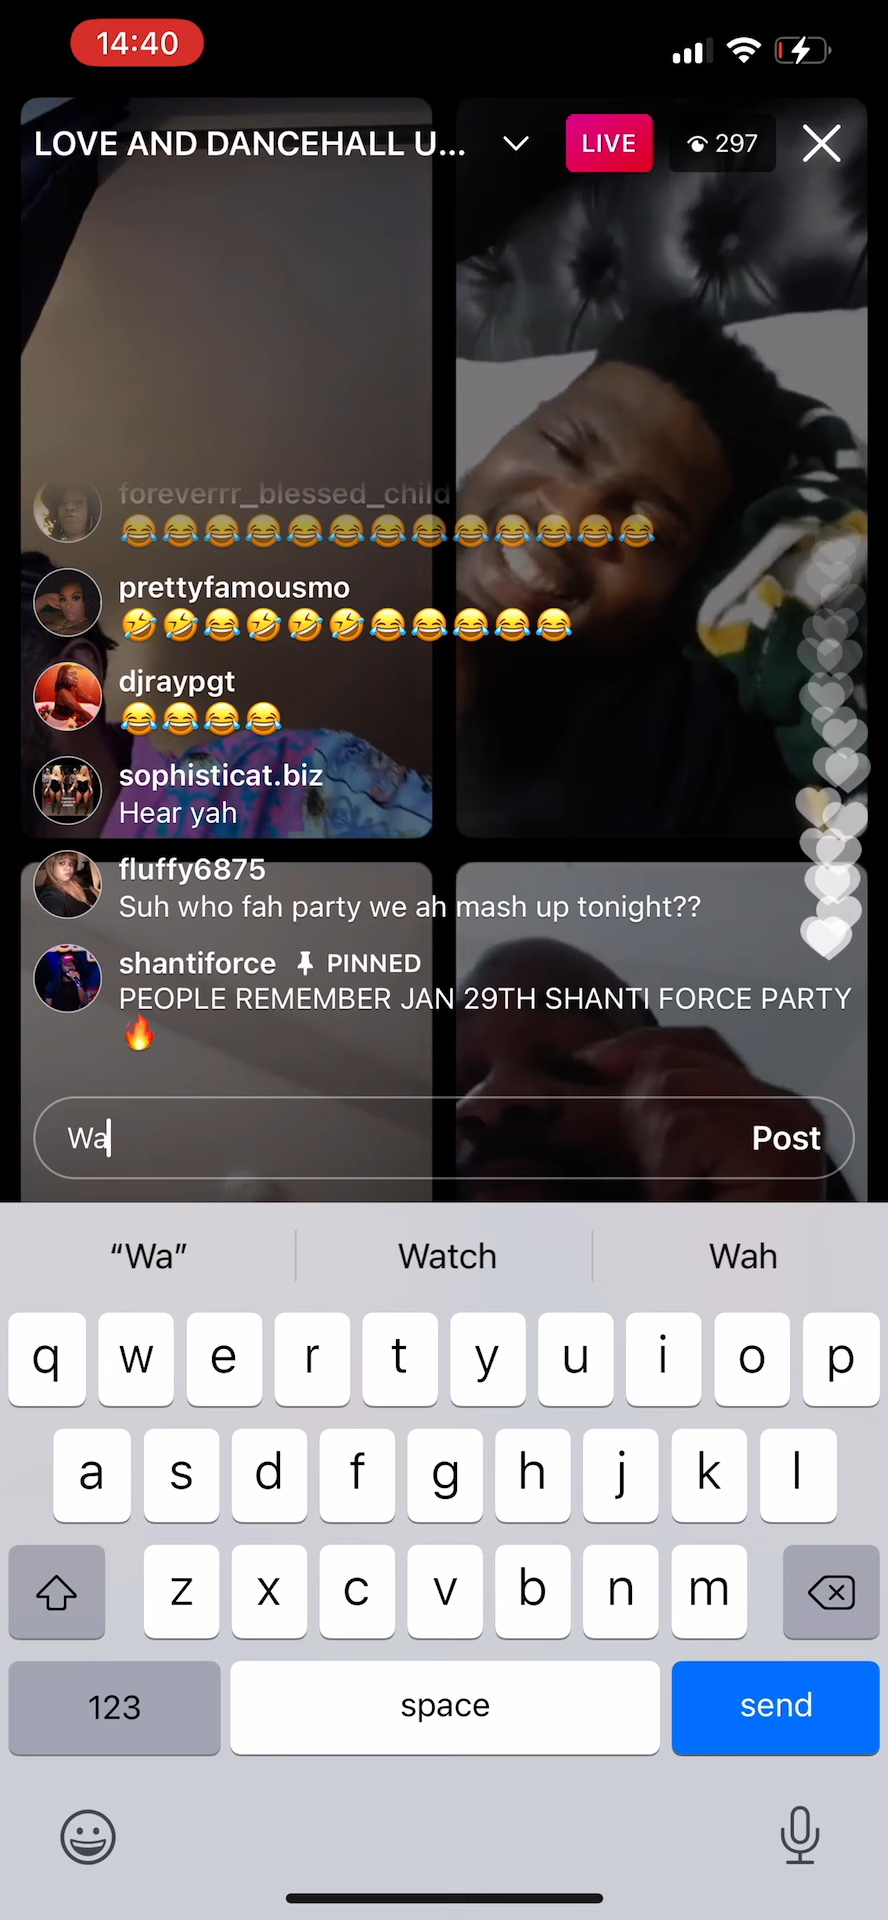 14:40
LOVE AND DANCEHALL U...
LIVE
297
foreverrr_blessed_child
😂😂😂😂😂😂😂😂😂😂😂😂😂
prettyfamousmo
🤣🤣😂🤣🤣🤣😂😂😂😂😂
djraypgt
😂😂😂😂
sophisticat.biz
Hear yah
fluffy6875
Suh who fah party we ah mash up tonight??
shantiforce PINNED
PEOPLE REMEMBER JAN 29TH SHANTI FORCE PARTY
🔥
Wa Post
“Wa” Watch Wah
q w e r t y u i o p
a s d f g h j k l
z x c v b n m
123 space send